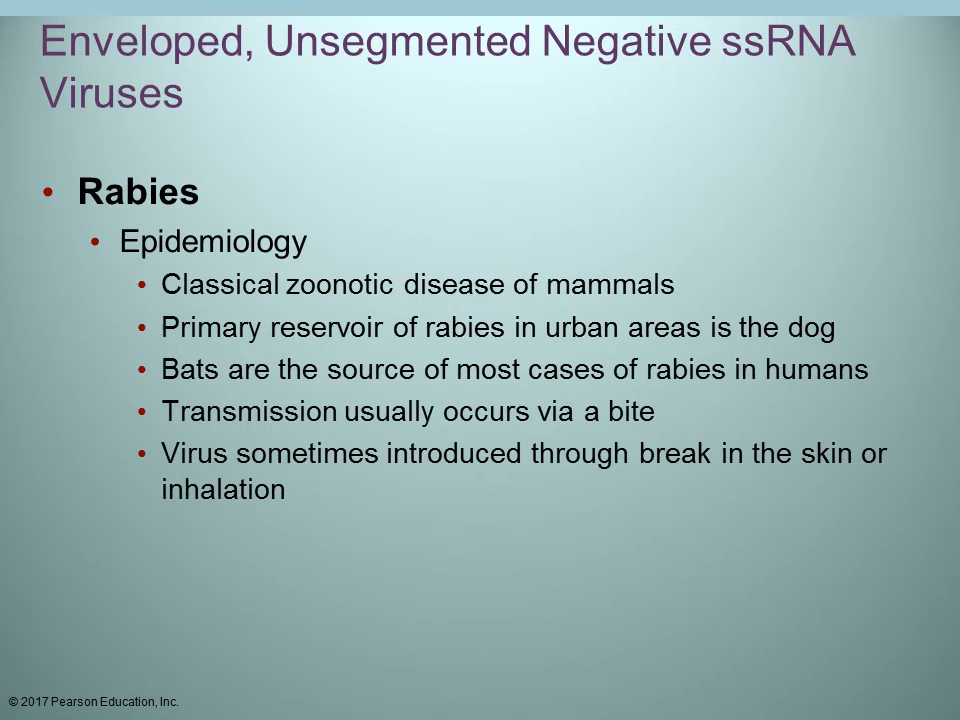 Enveloped, Unsegmented Negative ssRNA
Viruses
• Rabies
• Epidemiology
• Classical zoonotic disease of mammals
• Primary reservoir of rabies in urban areas is the dog
• Bats are the source of most cases of rabies in humans
• Transmission usually occurs via a bite
• Virus sometimes introduced through break in the skin or
inhalation
© 2017 Pearson Education, Inc.